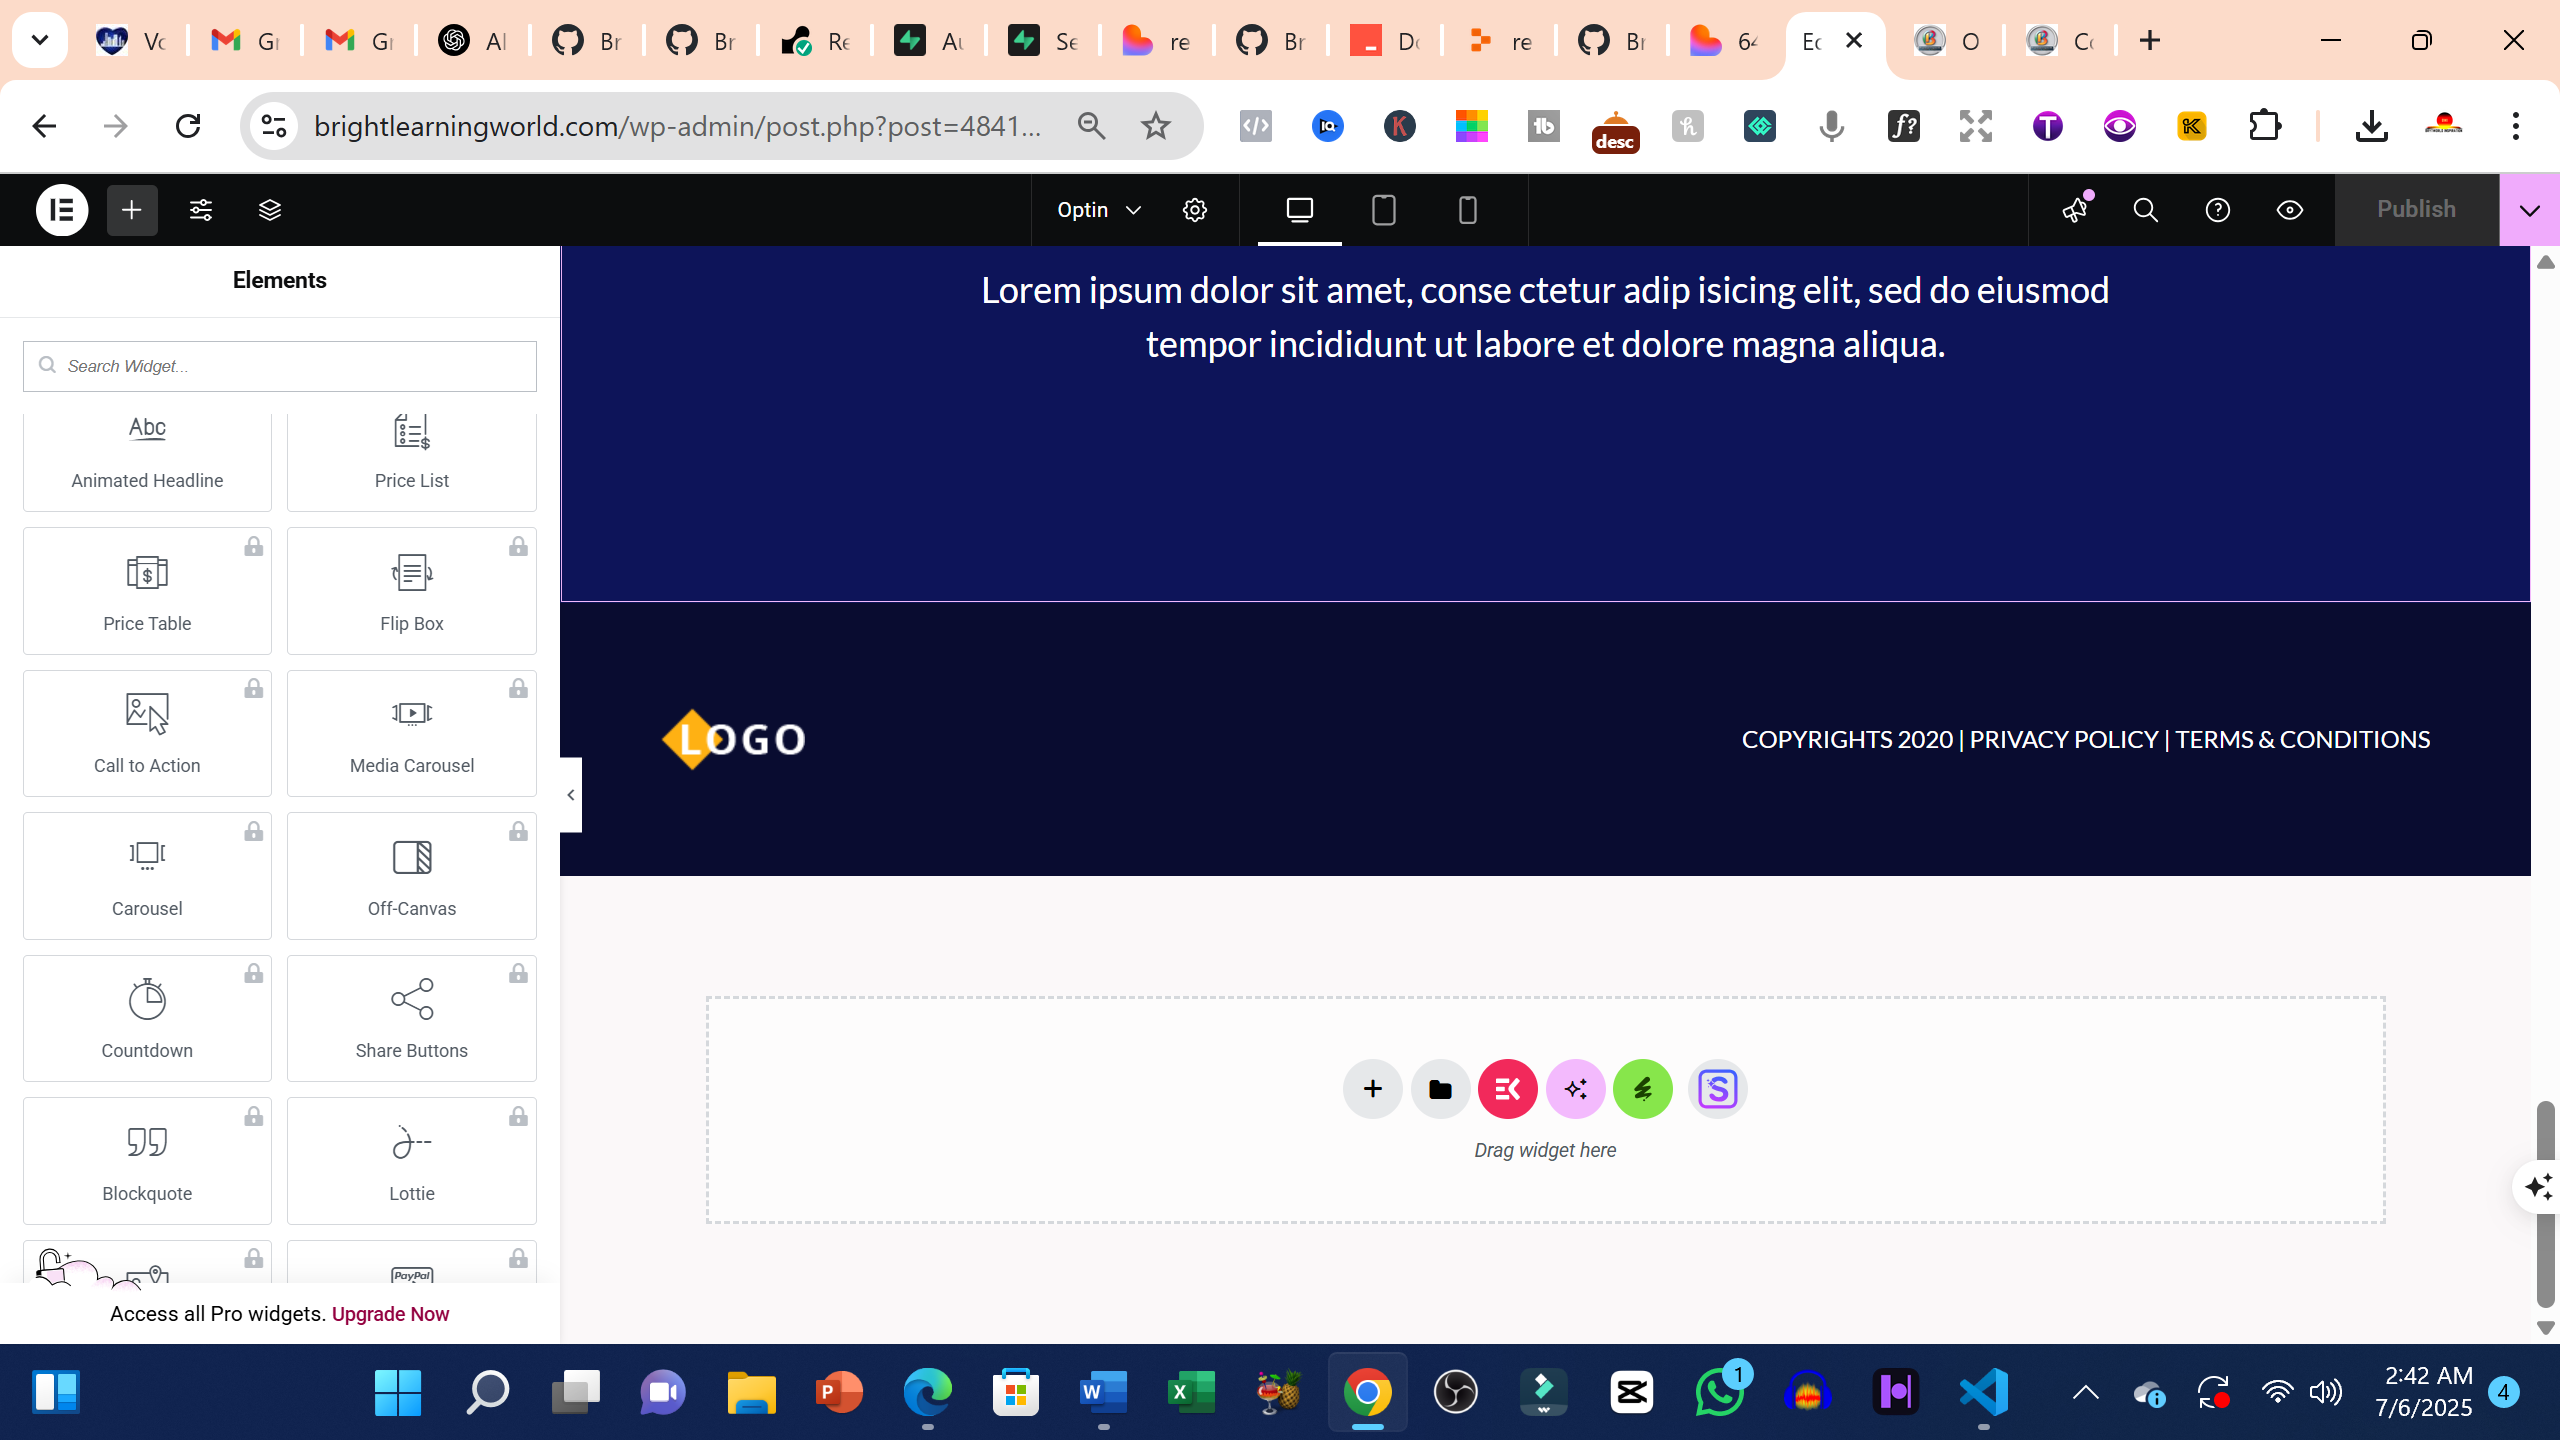 Vo
Gr
Gr
AI
Br
Br
Re
Au
Se
re
Br
Do
re
Br
64
Ec
O
Co
brightlearningworld.com/wp-admin/post.php?post=4841...
desc
Optin
Publish
Elements
Search Widget...
Lorem ipsum dolor sit amet, conse ctetur adip isicing elit, sed do eiusmod
tempor incididunt ut labore et dolore magna aliqua.
Abc
Animated Headline
Price List
Price Table
Flip Box
Call to Action
Media Carousel
Carousel
Off-Canvas
Countdown
Share Buttons
Blockquote
Lottie
PayPal
Access all Pro widgets. Upgrade Now
LOGO
COPYRIGHTS 2020 | PRIVACY POLICY | TERMS & CONDITIONS
Drag widget here
1
2:42 AM
7/6/2025
4